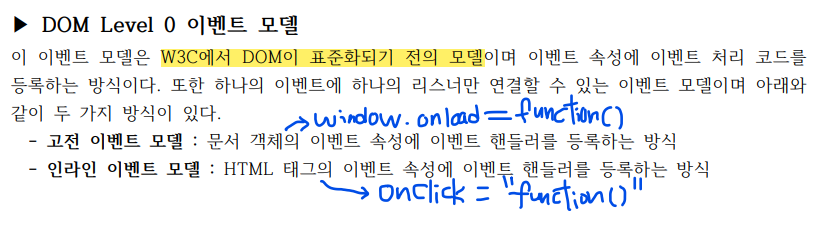 ▶ DOM Level 0 이벤트 모델
이 이벤트 모델은 W3C에서 DOM이 표준화되기 전의 모델이며 이벤트 속성에 이벤트 처리 코드를
등록하는 방식이다. 또한 하나의 이벤트에 하나의 리스너만 연결할 수 있는 이벤트 모델이며 아래와
같이 두 가지 방식이 있다.
window.onload = function()
- 고전 이벤트 모델 : 문서 객체의 이벤트 속성에 이벤트 핸들러를 등록하는 방식
- 인라인 이벤트 모델 : HTML 태그의 이벤트 속성에 이벤트 핸들러를 등록하는 방식
onclick = "function()"